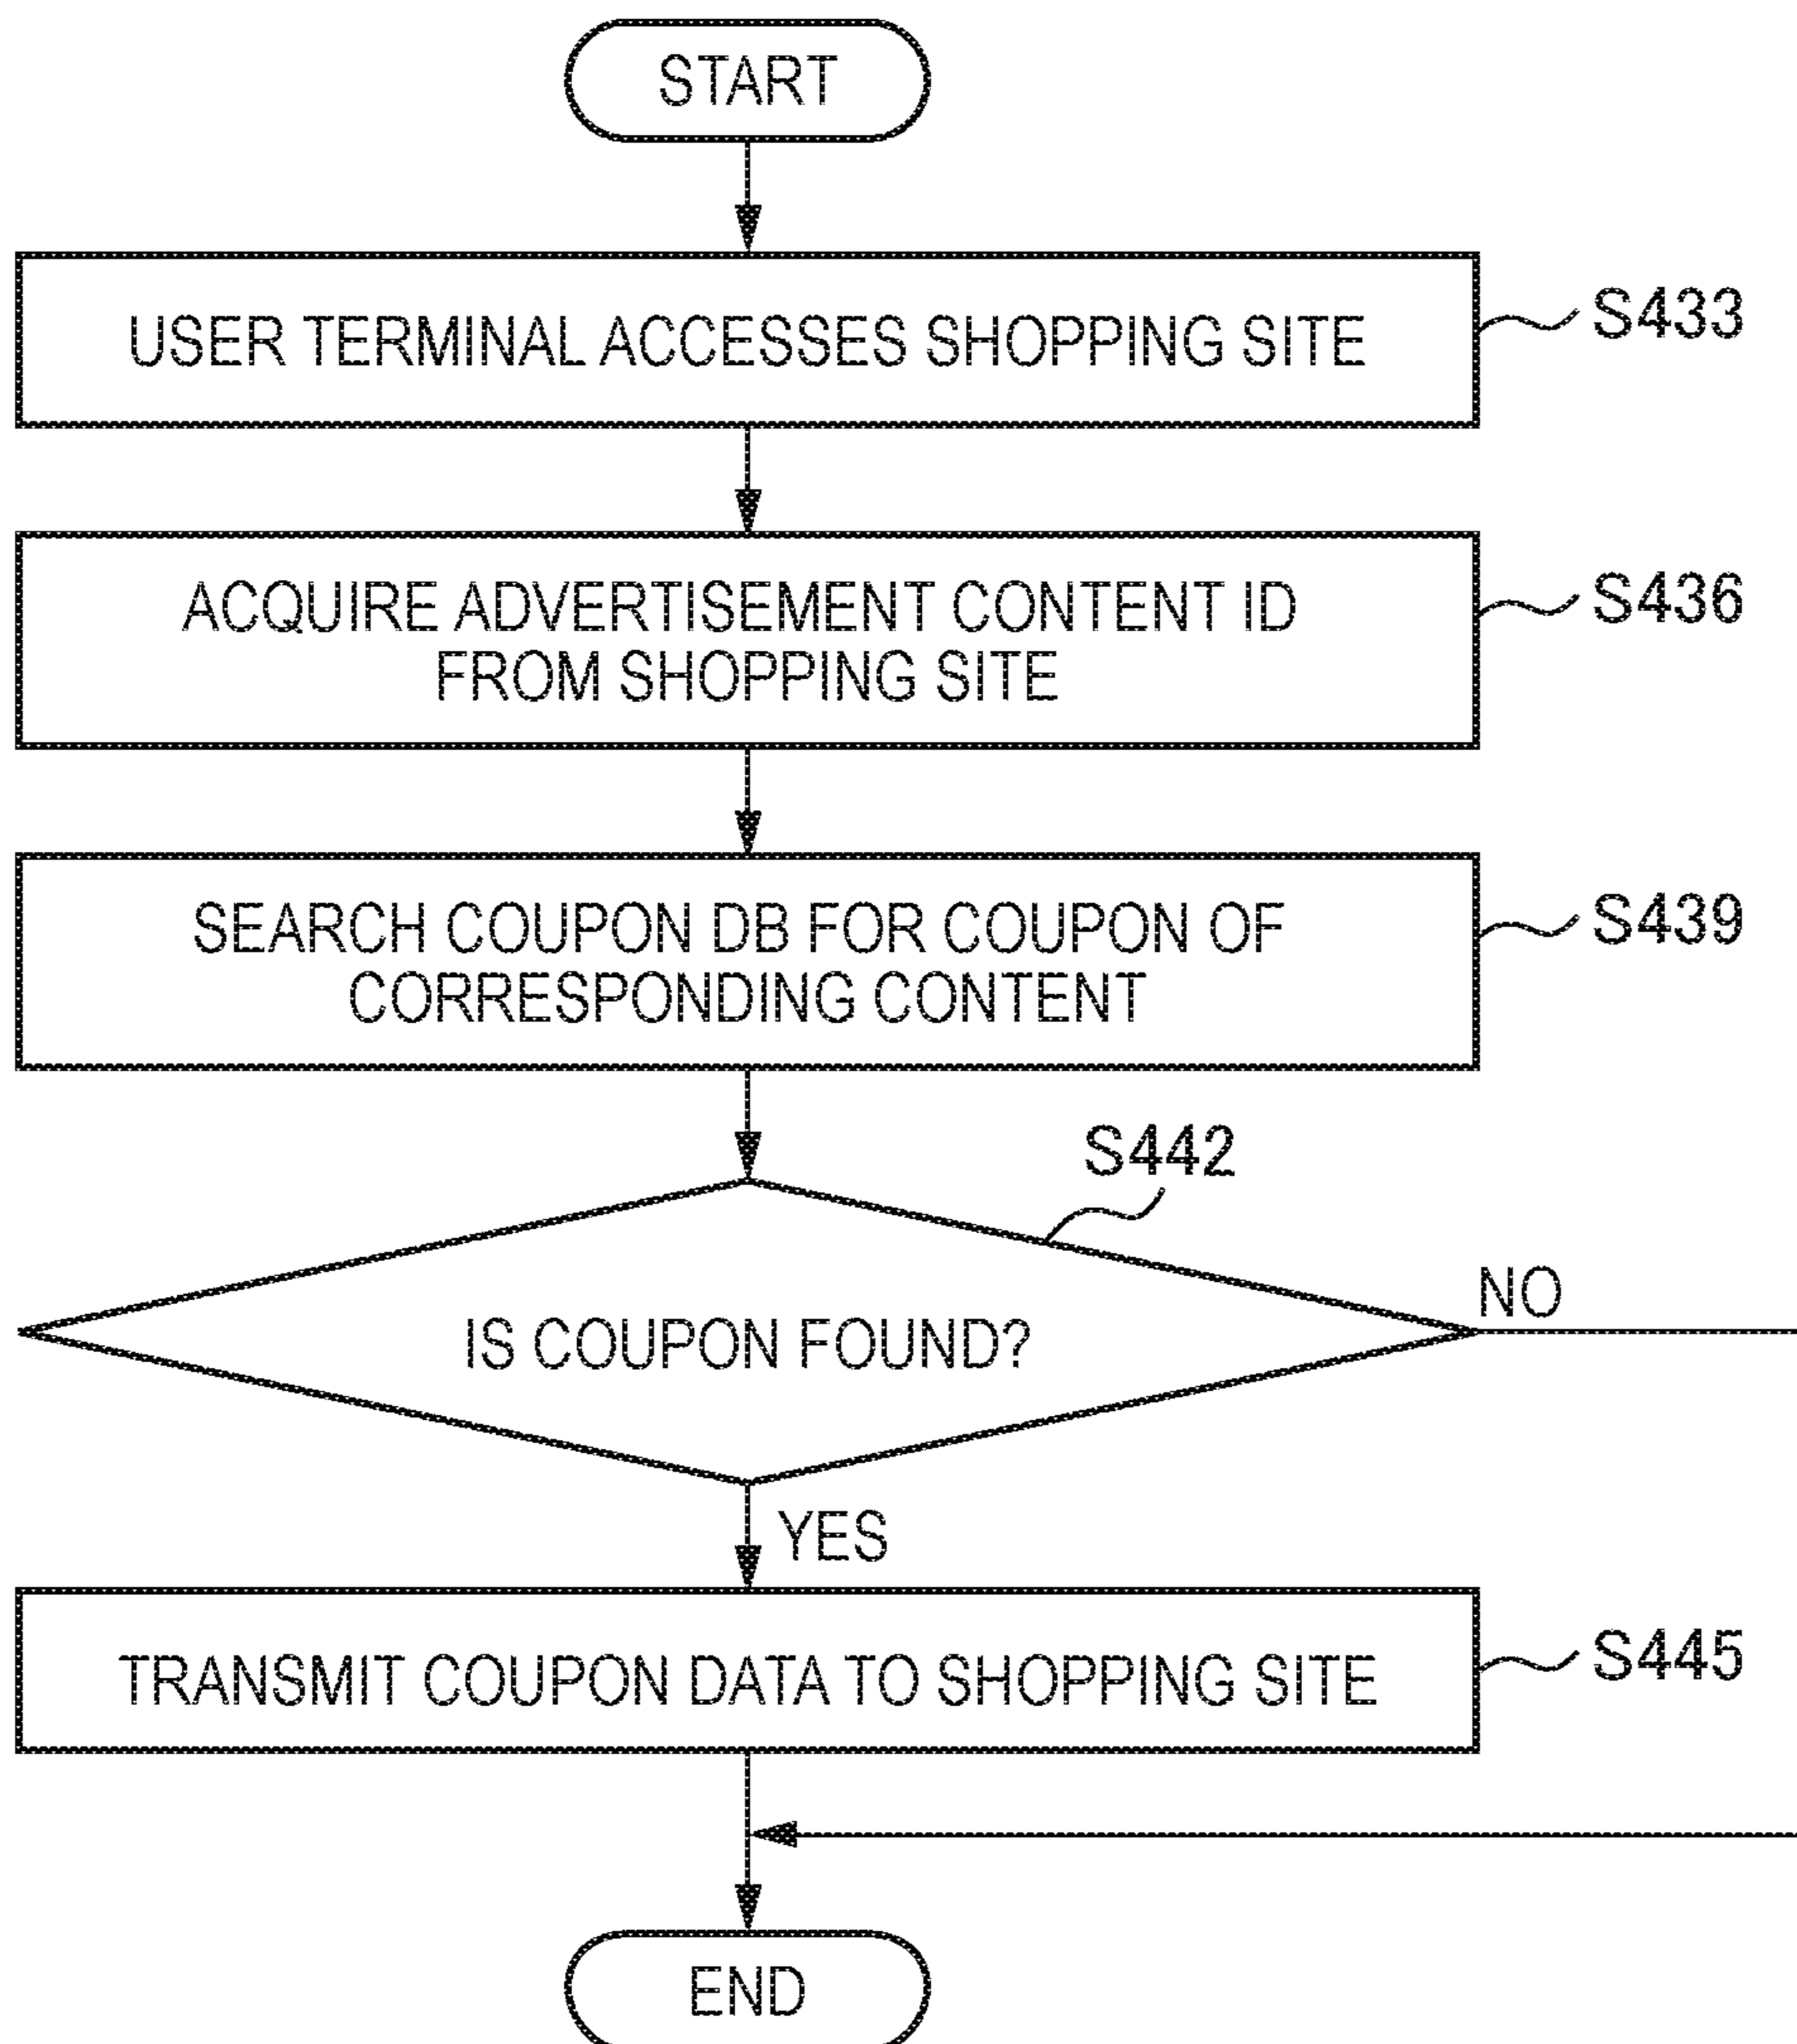 START
USER TERMINAL ACCESSES SHOPPING SITE
S433
ACQUIRE ADVERTISEMENT CONTENT ID
FROM SHOPPING SITE
S436
SEARCH COUPON DB FOR COUPON OF
CORRESPONDING CONTENT
S439
S442
IS COUPON FOUND?
NO
YES
TRANSMIT COUPON DATA TO SHOPPING SITE
S445
END